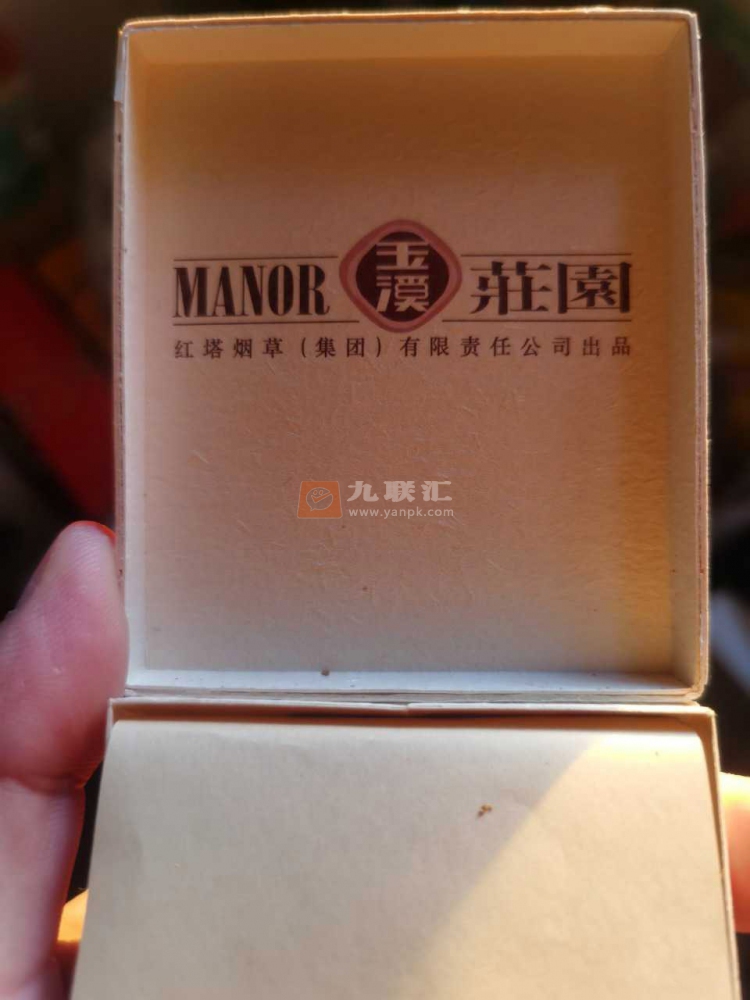 MANOR 玉溪 莊園
红塔烟草(集团)有限责任公司出品
九联汇
www.yanpk.com